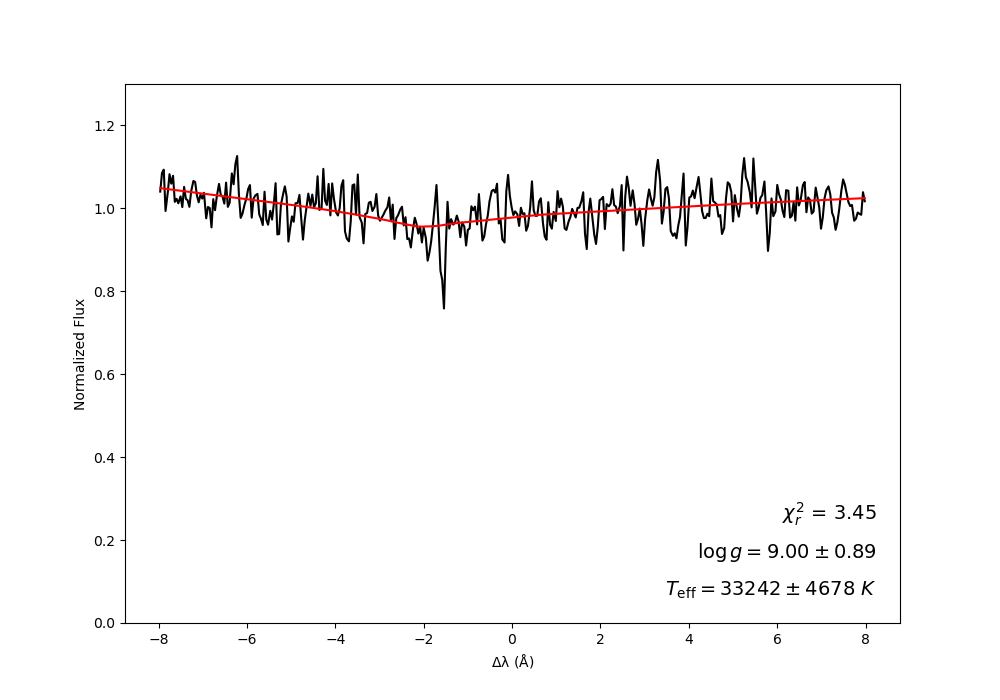 1.2
1.0
0.8
0.6
0.4
0.2
0.0
Normalized Flux
χ²ᵣ = 3.45
log g = 9.00 ± 0.89
T_eff = 33242 ± 4678 K
−8 −6 −4 −2 0 2 4 6 8
Δλ (Å)